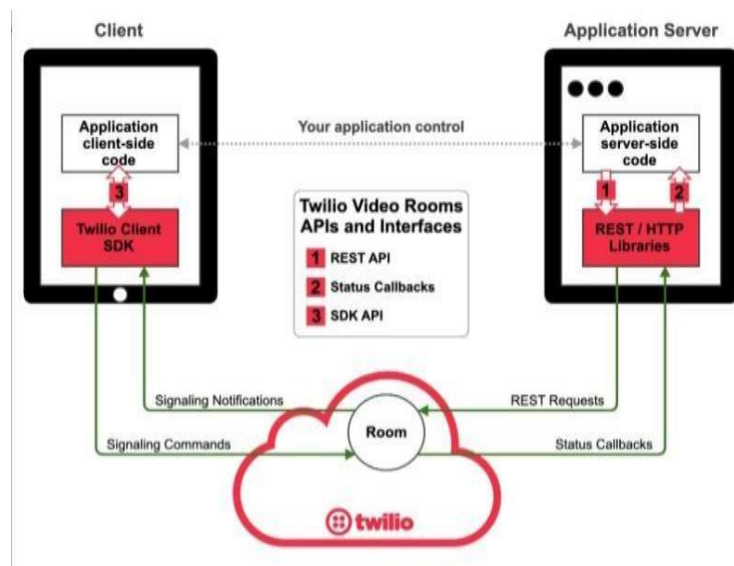 Client
Application Server
Application
client-side
code
Your application control
Application
server-side
code
3
1
2
Twilio Client
SDK
REST / HTTP
Libraries
Twilio Video Rooms
APIs and Interfaces
1 REST API
2 Status Callbacks
3 SDK API
Signaling Notifications
REST Requests
Room
Signaling Commands
Status Callbacks
twilio